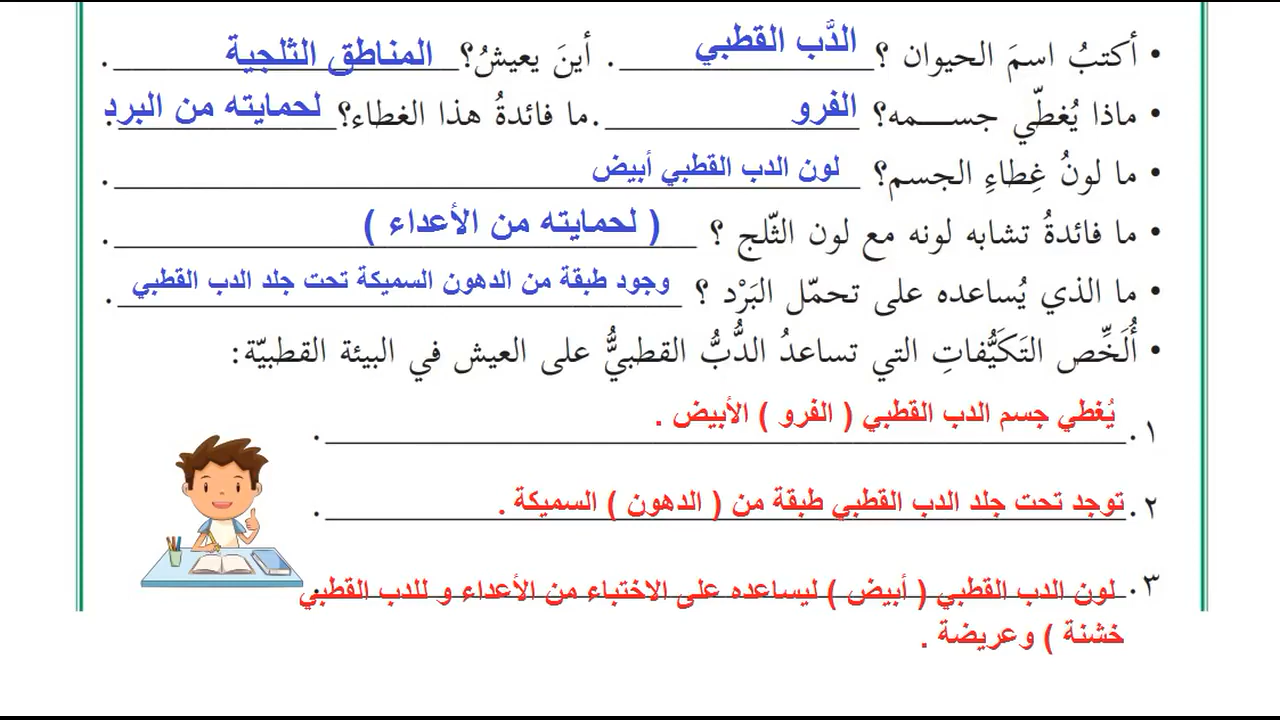 • أكتبُ اسمَ الحيوان ؟ الدَّب القطبي . أينَ يعيشُ؟ المناطق الثلجية .
• ماذا يُغطّي جســـمه؟ الفرو . ما فائدةُ هذا الغطاء؟ لحمايته من البرد .
• ما لونُ غِطاءِ الجسم؟ لون الدب القطبي أبيض .
• ما فائدةُ تشابه لونه مع لون الثّلج ؟ ( لحمايته من الأعداء ) .
• ما الذي يُساعده على تحمّل البَرْد ؟ وجود طبقة من الدهون السميكة تحت جلد الدب القطبي .
• أُلَخِّص التَكَيُّفاتِ التي تساعدُ الدُّبُّ القطبيُّ على العيش في البيئة القطبيّة:
١. يُغطي جسم الدب القطبي ( الفرو ) الأبيض . .
٢. توجد تحت جلد الدب القطبي طبقة من ( الدهون ) السميكة . .
٣. لون الدب القطبي ( أبيض ) ليساعده على الاختباء من الأعداء و للدب القطبي .
خشنة ) وعريضة .